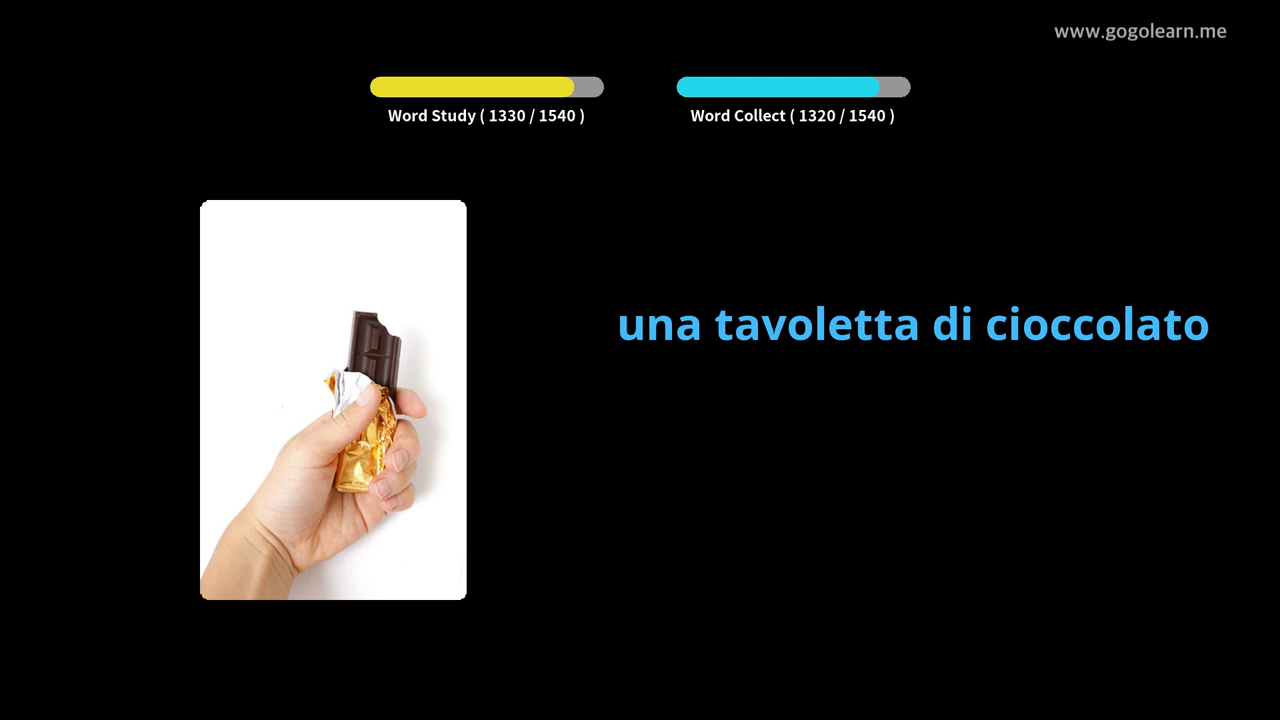 www.gogolearn.me
Word Study ( 1330 / 1540 )
Word Collect ( 1320 / 1540 )
una tavoletta di cioccolato